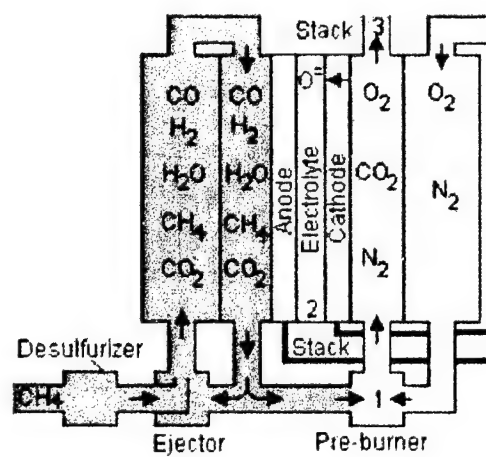 Stack 3
CO CO O= O2 O2
H2 H2
H2O H2O CO2 N2
CH4 CH4 N2
CO2 CO2
Anode
Electrolyte
Cathode
2
Stack
Desulfurizer
CH4
1
Ejector
Pre-burner